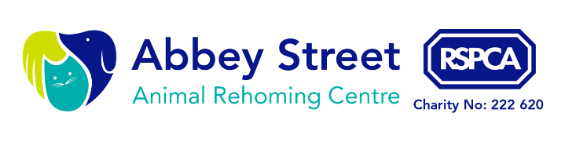 Abbey Street
Animal Rehoming Centre
RSPCA
Charity No: 222 620